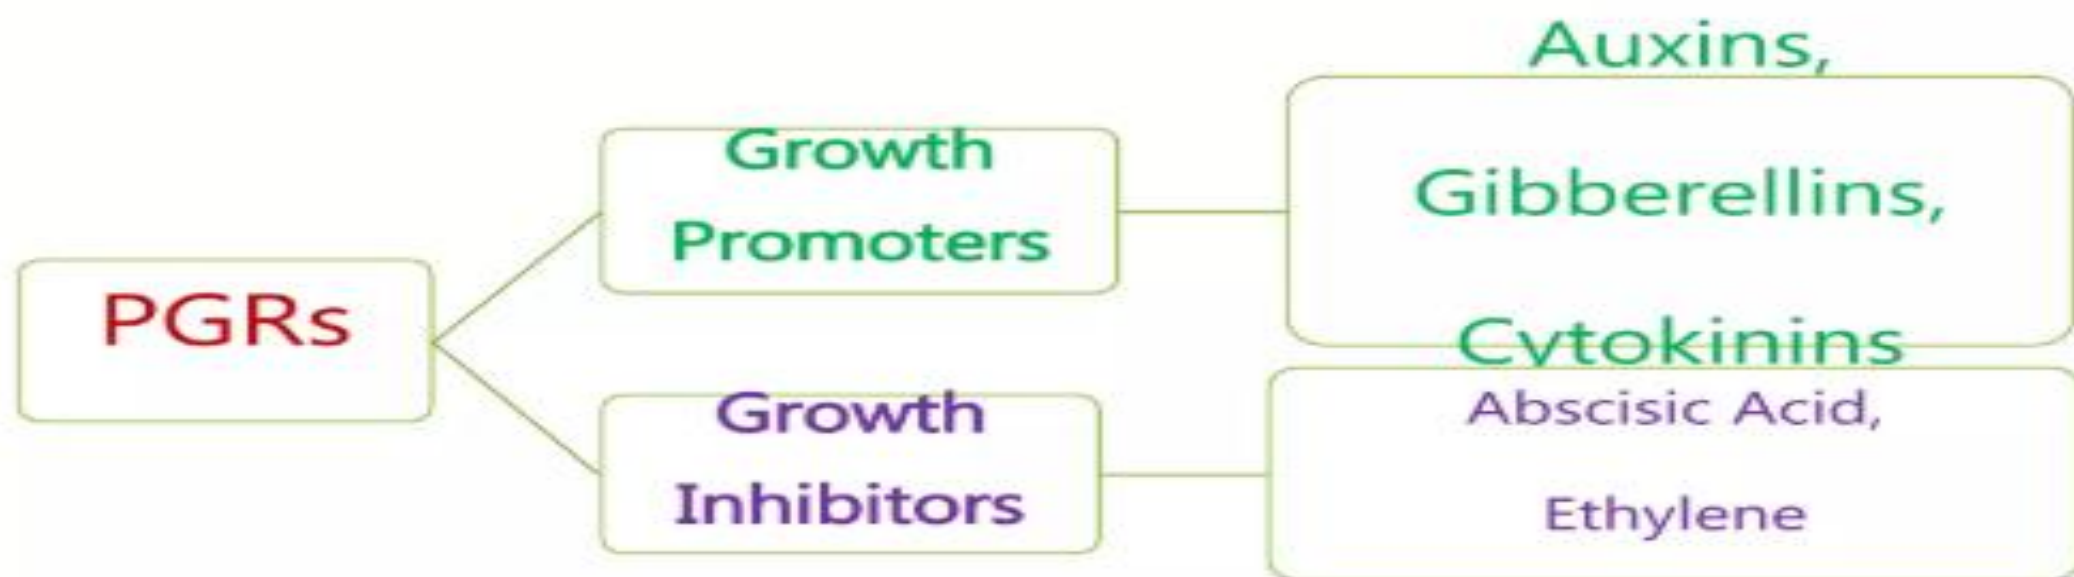 PGRs
Growth
Promoters
Auxins,
Gibberellins,
Cytokinins
Growth
Inhibitors
Abscisic Acid,
Ethylene